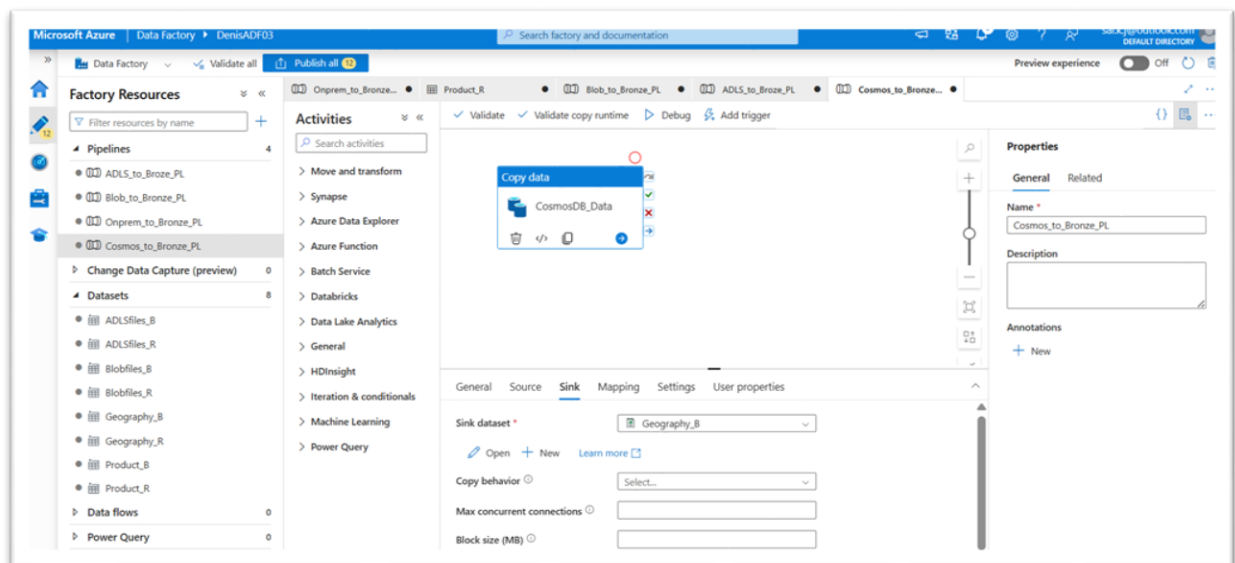 Microsoft Azure Data Factory DenisADF03
Search factory and documentation
DEFAULT DIRECTORY
Data Factory Validate all Publish all 12
Preview experience Off
Factory Resources
Filter resources by name
12
Pipelines 4
ADLS_to_Broze_PL
Blob_to_Bronze_PL
Onprem_to_Bronze_PL
Cosmos_to_Bronze_PL
Change Data Capture (preview) 0
Datasets 8
ADLSfiles_B
ADLSfiles_R
Blobfiles_B
Blobfiles_R
Geography_B
Geography_R
Product_B
Product_R
Data flows 0
Power Query 0
Onprem_to_Bronze... Product_R Blob_to_Bronze_PL ADLS_to_Broze_PL Cosmos_to_Bronze...
Activities
Search activities
Move and transform
Synapse
Azure Data Explorer
Azure Function
Batch Service
Databricks
Data Lake Analytics
General
HDInsight
Iteration & conditionals
Machine Learning
Power Query
Validate Validate copy runtime Debug Add trigger
Copy data
CosmosDB_Data
General Source Sink Mapping Settings User properties
Sink dataset * Geography_B
Open New Learn more
Copy behavior Select...
Max concurrent connections
Block size (MB)
Properties
General Related
Name *
Cosmos_to_Bronze_PL
Description
Annotations
New